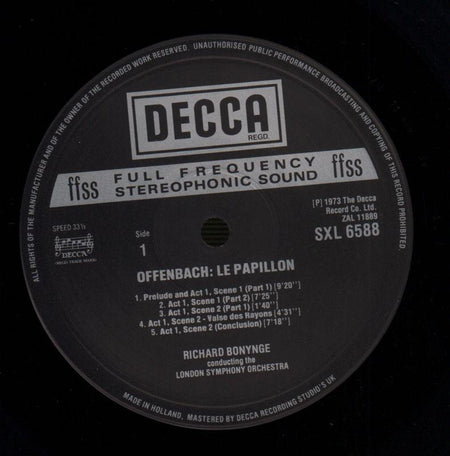 ALL RIGHTS OF THE MANUFACTURER AND OF THE OWNER OF THE RECORDED WORK RESERVED. UNAUTHORISED PUBLIC PERFORMANCE BROADCASTING AND COPYING OF THIS RECORD PROHIBITED.
DECCA
REGD.
ffss FULL FREQUENCY STEREOPHONIC SOUND ffss
SPEED 33⅓
DECCA
Side
1
[P] 1973 The Decca
Record Co. Ltd.
ZAL 11889
SXL 6588
OFFENBACH: LE PAPILLON
1. Prelude and Act 1, Scene 1 (Part 1) [9'20"]
2. Act 1, Scene 1 (Part 2) [7'25"]
3. Act 1, Scene 2 (Part 1) [1'40"]
4. Act 1, Scene 2 - Valse des Rayons [4'31"]
5. Act 1, Scene 2 (Conclusion) [7'18"]
RICHARD BONYNGE
conducting the
LONDON SYMPHONY ORCHESTRA
MADE IN HOLLAND. MASTERED BY DECCA RECORDING STUDIO'S UK